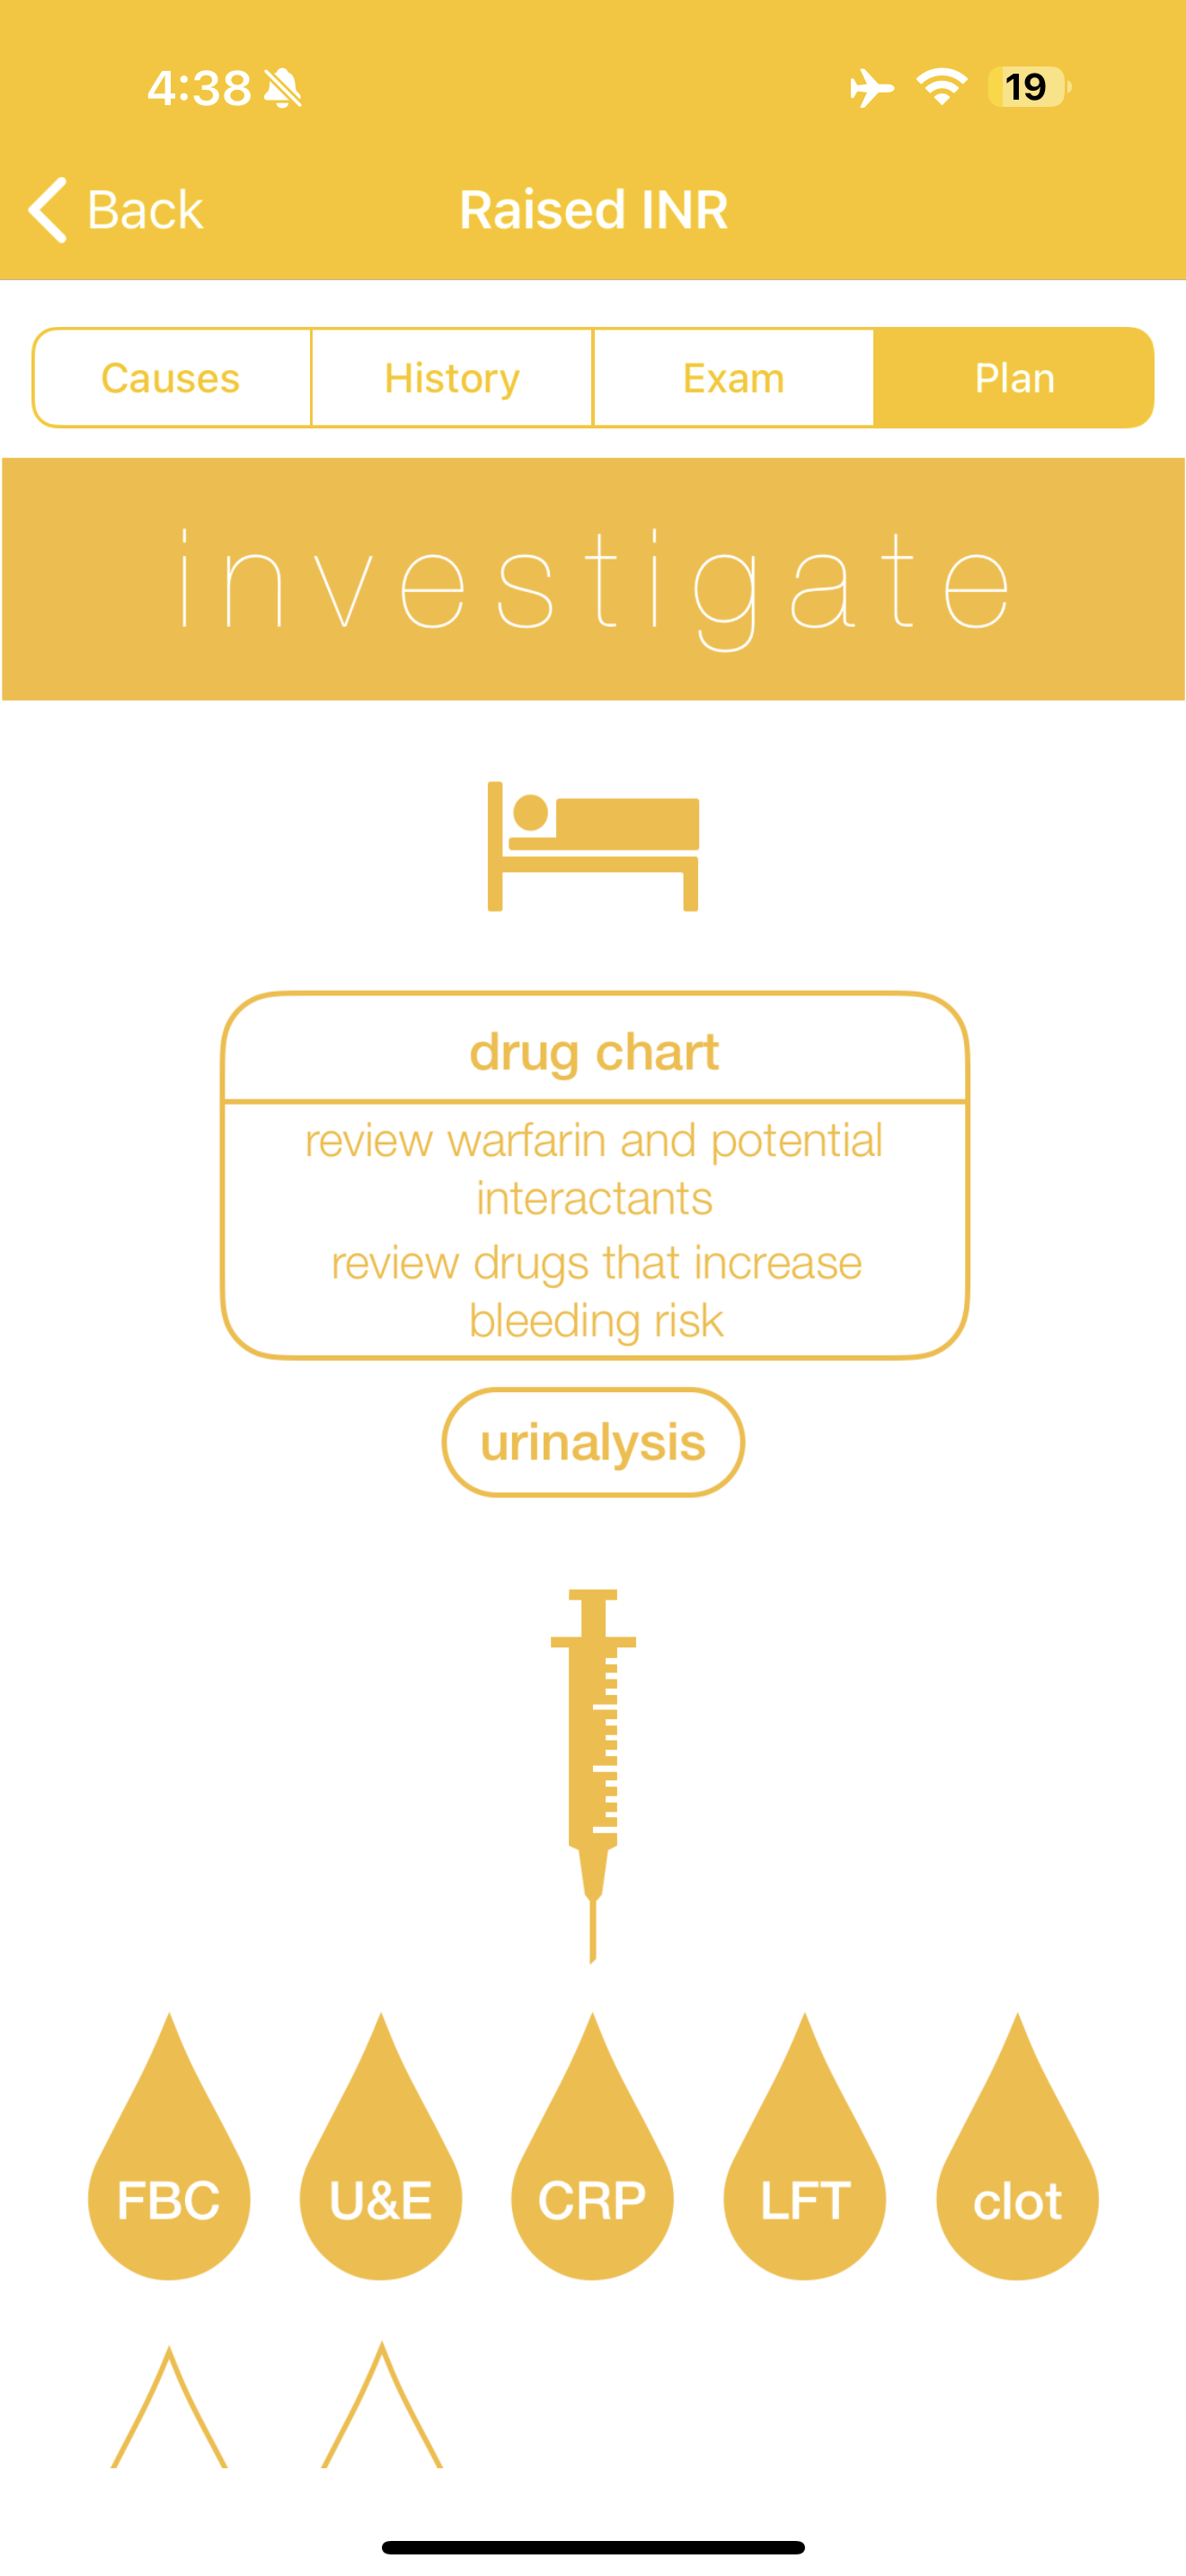 4:38
19
Back
Raised INR
Causes
History
Exam
Plan
investigate
drug chart
review warfarin and potential
interactants
review drugs that increase
bleeding risk
urinalysis
FBC
U&E
CRP
LFT
clot